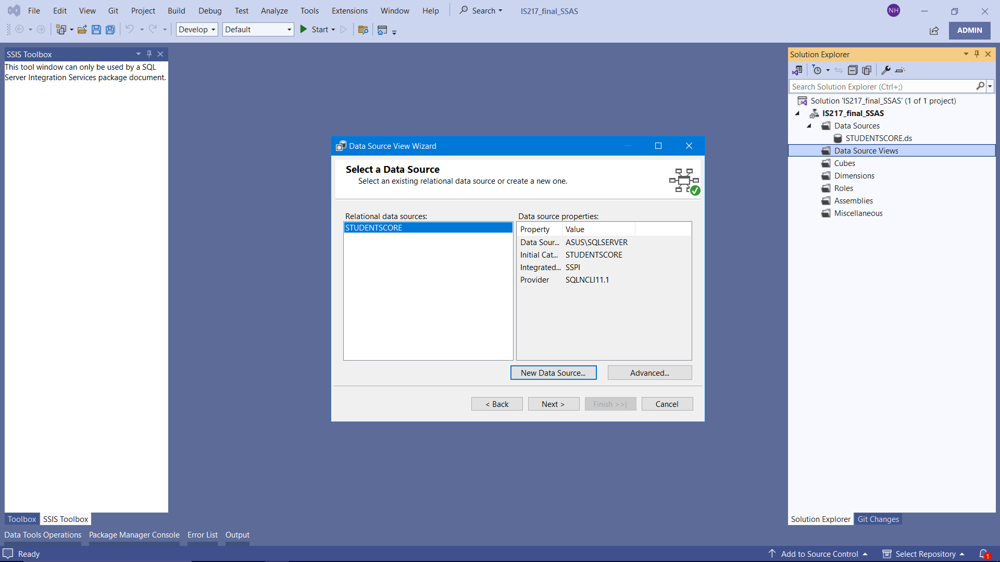 File Edit View Git Project Build Debug Test Analyze Tools Extensions Window Help Search IS217_final_SSAS NH
Develop Default Start ADMIN
SSIS Toolbox
This tool window can only be used by a SQL
Server Integration Services package document.
Solution Explorer
Search Solution Explorer (Ctrl+;)
Solution 'IS217_final_SSAS' (1 of 1 project)
IS217_final_SSAS
Data Sources
STUDENTSCORE.ds
Data Source Views
Cubes
Dimensions
Roles
Assemblies
Miscellaneous
Data Source View Wizard
Select a Data Source
Select an existing relational data source or create a new one.
Relational data sources:
STUDENTSCORE
Data source properties:
Property Value
Data Sour... ASUS\SQLSERVER
Initial Cat... STUDENTSCORE
Integrated... SSPI
Provider SQLNCLI11.1
New Data Source... Advanced...
< Back Next > Finish >>| Cancel
Toolbox SSIS Toolbox
Solution Explorer Git Changes
Data Tools Operations Package Manager Console Error List Output
Ready Add to Source Control Select Repository 1